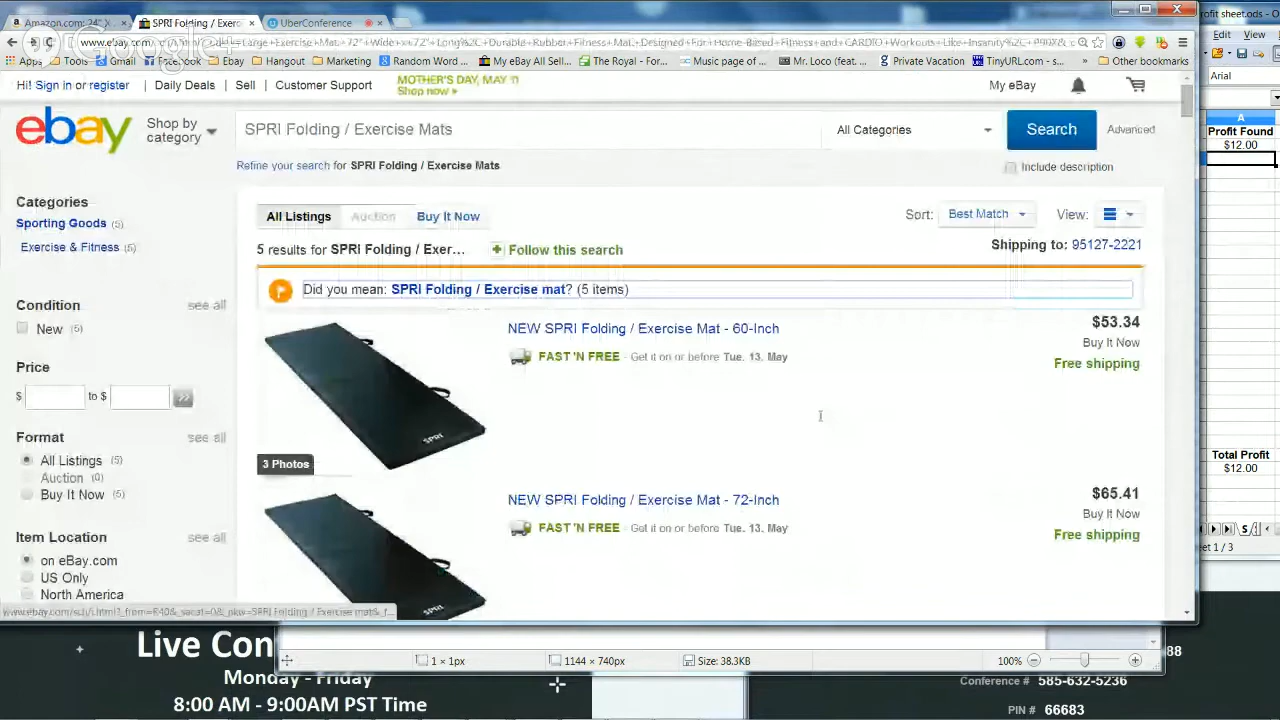 Amazon.com: 24" X
SPRI Folding / Exerc
UberConference
rofit sheet.ods - O
Google+
Edit View
Apps Tools Gmail Facebook Ebay Hangout Marketing Random Word ... My eBay All Sell... The Royal - For... Music page of ... Mr. Loco (feat. ... Private Vacation TinyURL.com - s... » Other bookmarks
Arial
Hi! Sign in or register Daily Deals Sell Customer Support
MOTHER'S DAY, MAY 11
Shop now ►
My eBay
A
Profit Found
$12.00
ebay
Shop by
category
SPRI Folding / Exercise Mats
All Categories
Search
Advanced
Refine your search for SPRI Folding / Exercise Mats
Include description
Categories
Sporting Goods (5)
Exercise & Fitness (5)
All Listings Auction Buy It Now
Sort: Best Match View:
5 results for SPRI Folding / Exer... + Follow this search
Shipping to: 95127-2221
Did you mean: SPRI Folding / Exercise mat? (5 items)
Condition see all
New (5)
Price
$ to $ >>
Format see all
All Listings (5)
Auction (0)
Buy It Now (5)
Item Location see all
on eBay.com
US Only
North America
NEW SPRI Folding / Exercise Mat - 60-Inch
FAST 'N FREE - Get it on or before Tue. 13, May
$53.34
Buy It Now
Free shipping
SPRI
3 Photos
NEW SPRI Folding / Exercise Mat - 72-Inch
FAST 'N FREE - Get it on or before Tue. 13, May
$65.41
Buy It Now
Free shipping
SPRI
Total Profit
$12.00
eet 1 / 3
Live Con
Monday - Friday
8:00 AM - 9:00AM PST Time
1 × 1px
1144 × 740px
Size: 38.3KB
100%
88
Conference # 585-632-5236
PIN # 66683